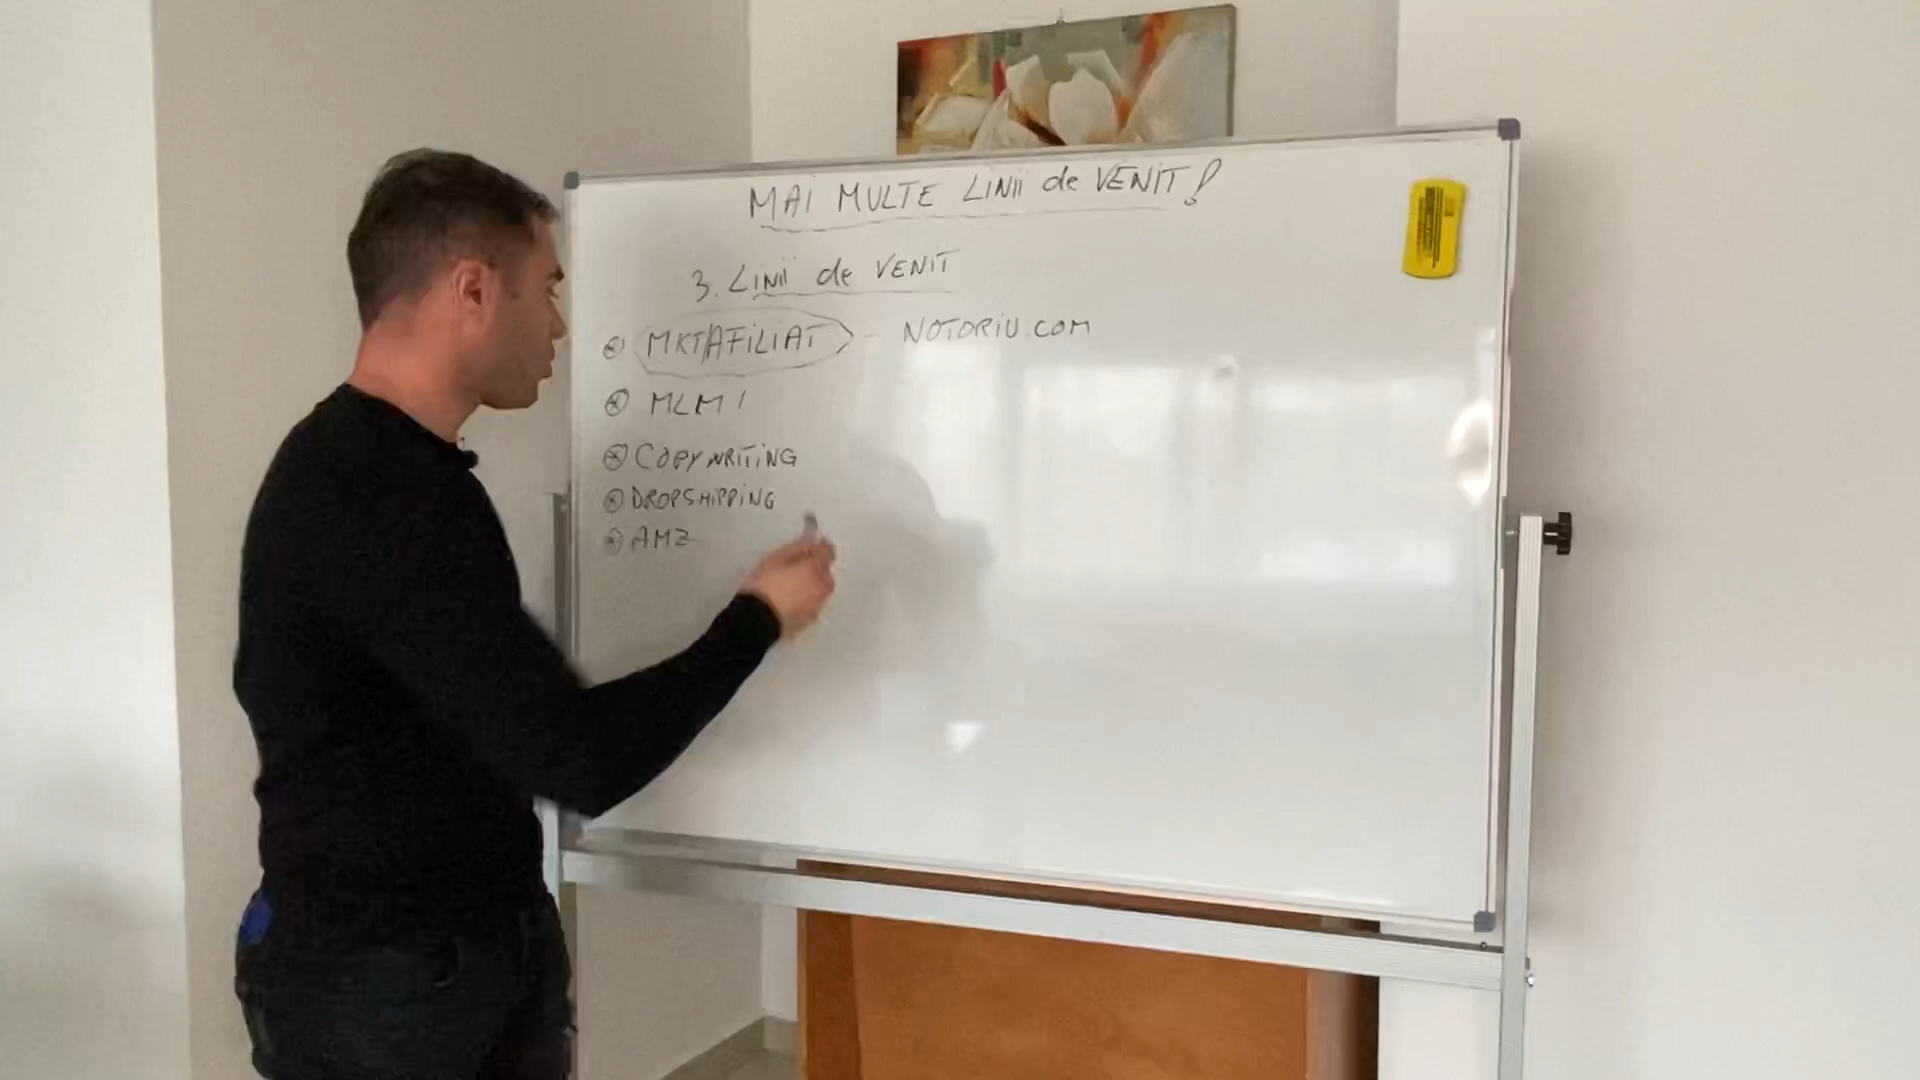 MAI MULTE LINII de VENIT!
3. LINII de VENIT
MKT AFILIAT - NOTORIU.COM
MLM
COPYWRITING
DROPSHIPPING
AMZ